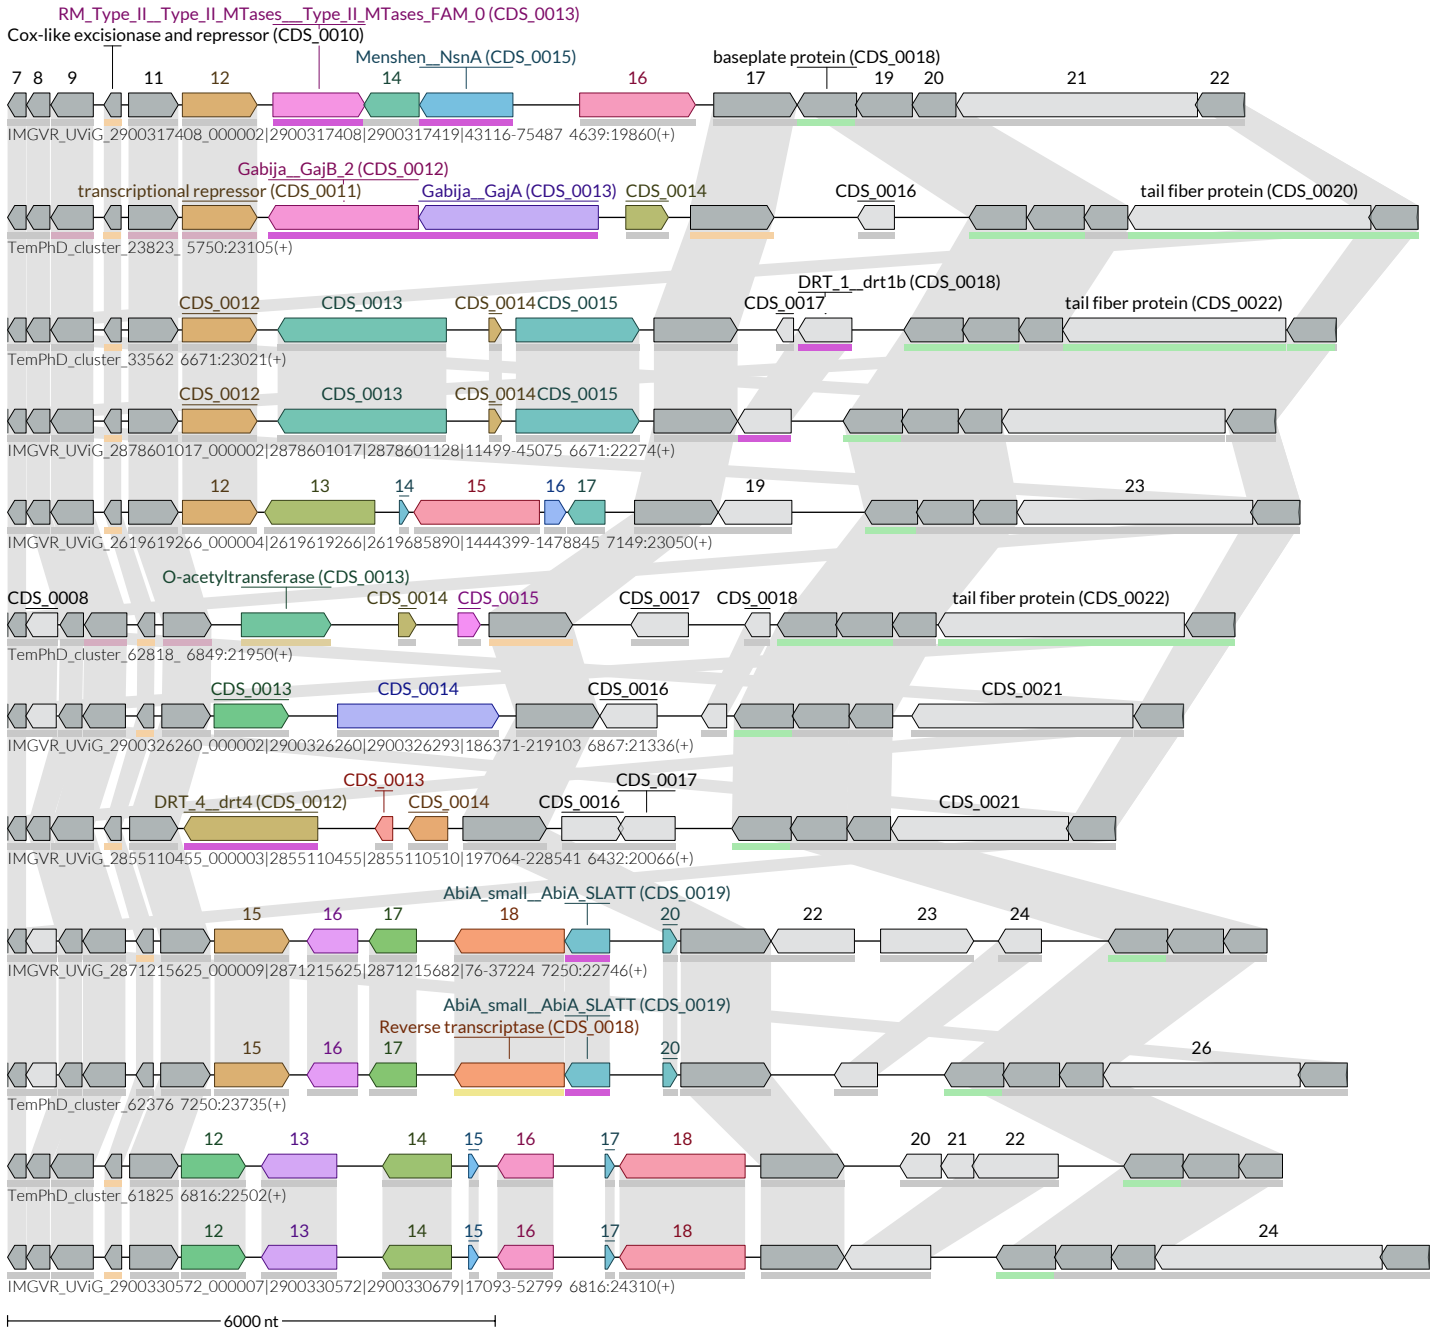 RM_Type_II__Type_II_MTases___Type_II_MTases_FAM_0 (CDS_0013)
Cox-like excisionase and repressor (CDS_0010)
Menshen__NsnA (CDS_0015) baseplate protein (CDS_0018)
7 8 9 11 12 14 16 17 19 20 21 22
IMGVR_UViG_2900317408_000002|2900317408|2900317419|43116-75487 4639:19860(+)
Gabija__GajB_2 (CDS_0012)
transcriptional repressor (CDS_0011) Gabija__GajA (CDS_0013) CDS_0014 CDS_0016 tail fiber protein (CDS_0020)
TemPhD_cluster_23823_ 5750:23105(+)
DRT_1__drt1b (CDS_0018)
CDS_0012 CDS_0013 CDS_0014 CDS_0015 CDS_0017 tail fiber protein (CDS_0022)
TemPhD_cluster_33562 6671:23021(+)
CDS_0012 CDS_0013 CDS_0014 CDS_0015
IMGVR_UViG_2878601017_000002|2878601017|2878601128|11499-45075 6671:22274(+)
12 13 14 15 16 17 19 23
IMGVR_UViG_2619619266_000004|2619619266|2619685890|1444399-1478845 7149:23050(+)
O-acetyltransferase (CDS_0013)
CDS_0008 CDS_0014 CDS_0015 CDS_0017 CDS_0018 tail fiber protein (CDS_0022)
TemPhD_cluster_62818_ 6849:21950(+)
CDS_0013 CDS_0014 CDS_0016 CDS_0021
IMGVR_UViG_2900326260_000002|2900326260|2900326293|186371-219103 6867:21336(+)
CDS_0013 CDS_0017
DRT_4__drt4 (CDS_0012) CDS_0014 CDS_0016 CDS_0021
IMGVR_UViG_2855110455_000003|2855110455|2855110510|197064-228541 6432:20066(+)
AbiA_small__AbiA_SLATT (CDS_0019)
15 16 17 18 20 22 23 24
IMGVR_UViG_2871215625_000009|2871215625|2871215682|76-37224 7250:22746(+)
AbiA_small__AbiA_SLATT (CDS_0019)
Reverse transcriptase (CDS_0018)
15 16 17 20 26
TemPhD_cluster_62376 7250:23735(+)
12 13 14 15 16 17 18 20 21 22
TemPhD_cluster_61825 6816:22502(+)
12 13 14 15 16 17 18 24
IMGVR_UViG_2900330572_000007|2900330572|2900330679|17093-52799 6816:24310(+)
6000 nt